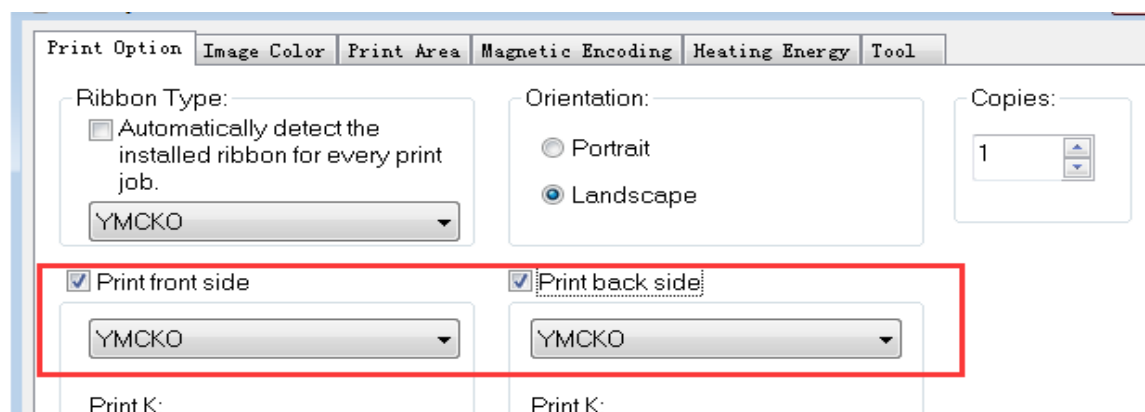 Print Option Image Color Print Area Magnetic Encoding Heating Energy Tool
Ribbon Type: Orientation: Copies:
Automatically detect the
installed ribbon for every print
job.
Portrait
1
Landscape
YMCKO
Print front side Print back side
YMCKO YMCKO
Print K: Print K: